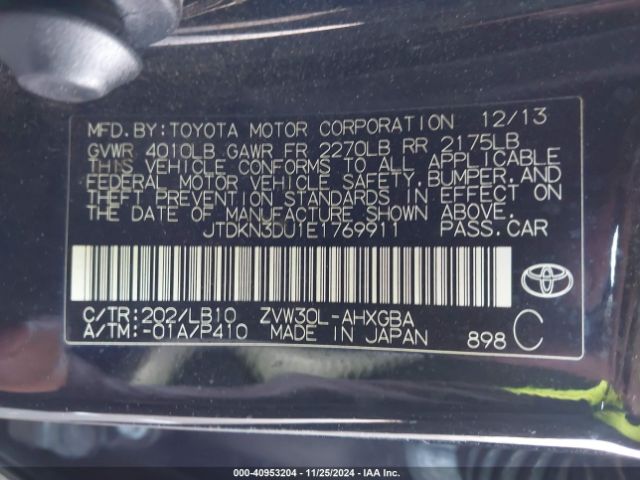 MFD. BY: TOYOTA MOTOR CORPORATION 12/13
GVWR 4010LB GAWR FR 2270LB RR 2175LB
THIS VEHICLE CONFORMS TO ALL APPLICABLE
FEDERAL MOTOR VEHICLE SAFETY, BUMPER, AND
THEFT PREVENTION STANDARDS IN EFFECT ON
THE DATE OF MANUFACTURE SHOWN ABOVE.
JTDKN3DU1E1769911 PASS. CAR
TOYOTA
C/TR: 202/LB10 ZVW30L-AHXGBA
A/TM: -01A/P410 MADE IN JAPAN 898 C
000-40953204 - 11/25/2024 - IAA Inc.